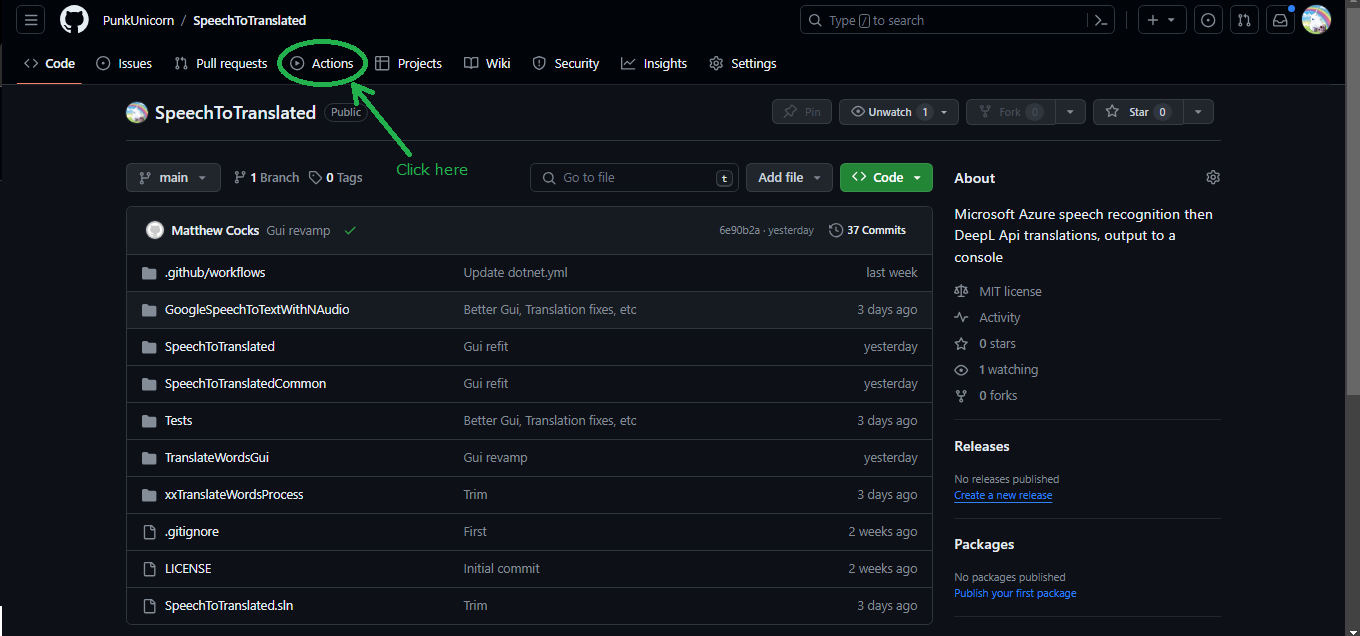 PunkUnicorn / SpeechToTranslated
Type / to search
Code
Issues
Pull requests
Actions
Projects
Wiki
Security
Insights
Settings
SpeechToTranslated Public
Pin
Unwatch 1
Fork 0
Star 0
Click here
main
1 Branch
0 Tags
Go to file t
Add file
Code
Matthew Cocks Gui revamp
6e90b2a · yesterday
37 Commits
.github/workflows Update dotnet.yml last week
GoogleSpeechToTextWithNAudio Better Gui, Translation fixes, etc 3 days ago
SpeechToTranslated Gui refit yesterday
SpeechToTranslatedCommon Gui refit yesterday
Tests Better Gui, Translation fixes, etc 3 days ago
TranslateWordsGui Gui revamp yesterday
xxTranslateWordsProcess Trim 3 days ago
.gitignore First 2 weeks ago
LICENSE Initial commit 2 weeks ago
SpeechToTranslated.sln Trim 3 days ago
About
Microsoft Azure speech recognition then
DeepL Api translations, output to a
console
MIT license
Activity
0 stars
1 watching
0 forks
Releases
No releases published
Create a new release
Packages
No packages published
Publish your first package